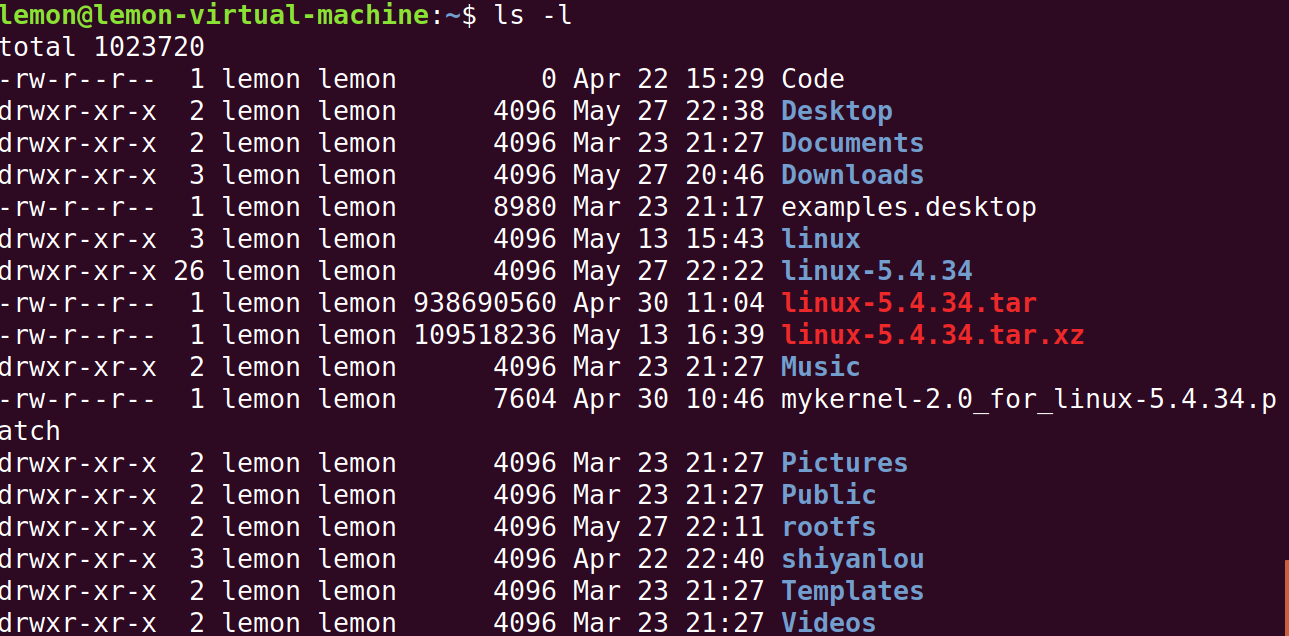 lemon@lemon-virtual-machine:~$ ls -l
total 1023720
-rw-r--r--  1 lemon lemon         0 Apr 22 15:29 Code
drwxr-xr-x  2 lemon lemon      4096 May 27 22:38 Desktop
drwxr-xr-x  2 lemon lemon      4096 Mar 23 21:27 Documents
drwxr-xr-x  3 lemon lemon      4096 May 27 20:46 Downloads
-rw-r--r--  1 lemon lemon      8980 Mar 23 21:17 examples.desktop
drwxr-xr-x  3 lemon lemon      4096 May 13 15:43 linux
drwxr-xr-x 26 lemon lemon      4096 May 27 22:22 linux-5.4.34
-rw-r--r--  1 lemon lemon 938690560 Apr 30 11:04 linux-5.4.34.tar
-rw-r--r--  1 lemon lemon 109518236 May 13 16:39 linux-5.4.34.tar.xz
drwxr-xr-x  2 lemon lemon      4096 Mar 23 21:27 Music
-rw-r--r--  1 lemon lemon      7604 Apr 30 10:46 mykernel-2.0_for_linux-5.4.34.p
atch
drwxr-xr-x  2 lemon lemon      4096 Mar 23 21:27 Pictures
drwxr-xr-x  2 lemon lemon      4096 Mar 23 21:27 Public
drwxr-xr-x  2 lemon lemon      4096 May 27 22:11 rootfs
drwxr-xr-x  3 lemon lemon      4096 Apr 22 22:40 shiyanlou
drwxr-xr-x  2 lemon lemon      4096 Mar 23 21:27 Templates
drwxr-xr-x  2 lemon lemon      4096 Mar 23 21:27 Videos